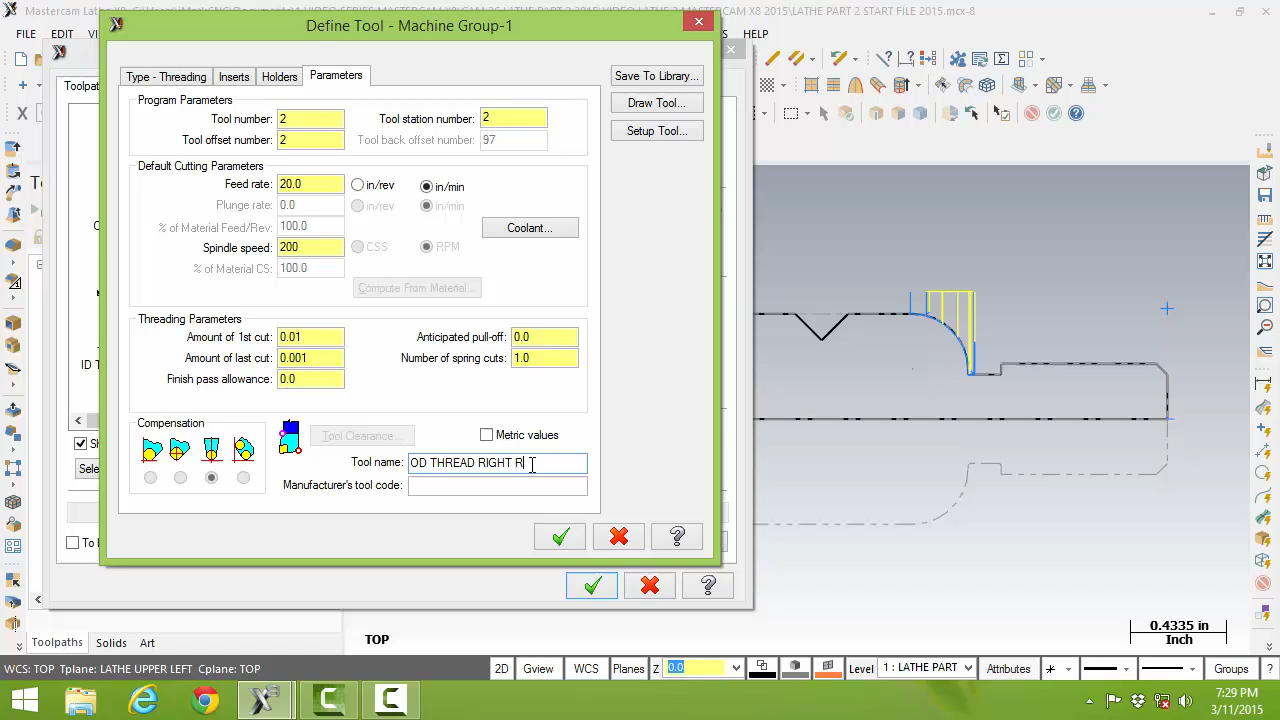 Define Tool - Machine Group-1
LATHE PART 2 START FILE 2015.mcx-8
FILE EDIT HELP
Toolpath
Type - Threading Inserts Holders Parameters
Save To Library...
Draw Tool...
Setup Tool...
Program Parameters
Tool number: 2 Tool station number: 2
Tool offset number: 2 Tool back offset number: 97
Default Cutting Parameters
Feed rate: 20.0 in/rev in/min
Plunge rate: 0.0 in/rev in/min
% of Material Feed/Rev: 100.0 Coolant...
Spindle speed: 200 CSS RPM
% of Material CS: 100.0
Compute From Material...
Threading Parameters
Amount of 1st cut: 0.01 Anticipated pull-off: 0.0
Amount of last cut: 0.001 Number of spring cuts: 1.0
Finish pass allowance: 0.0
Compensation
Tool Clearance... Metric values
Tool name: OD THREAD RIGHT R
Manufacturer's tool code:
Toolpaths Solids Art
TOP
0.4335 in
Inch
WCS: TOP Tplane: LATHE UPPER LEFT Cplane: TOP
2D Gview WCS Planes Z 0.0 Level 1 : LATHE PART Attributes Groups ?
7:29 PM
3/11/2015